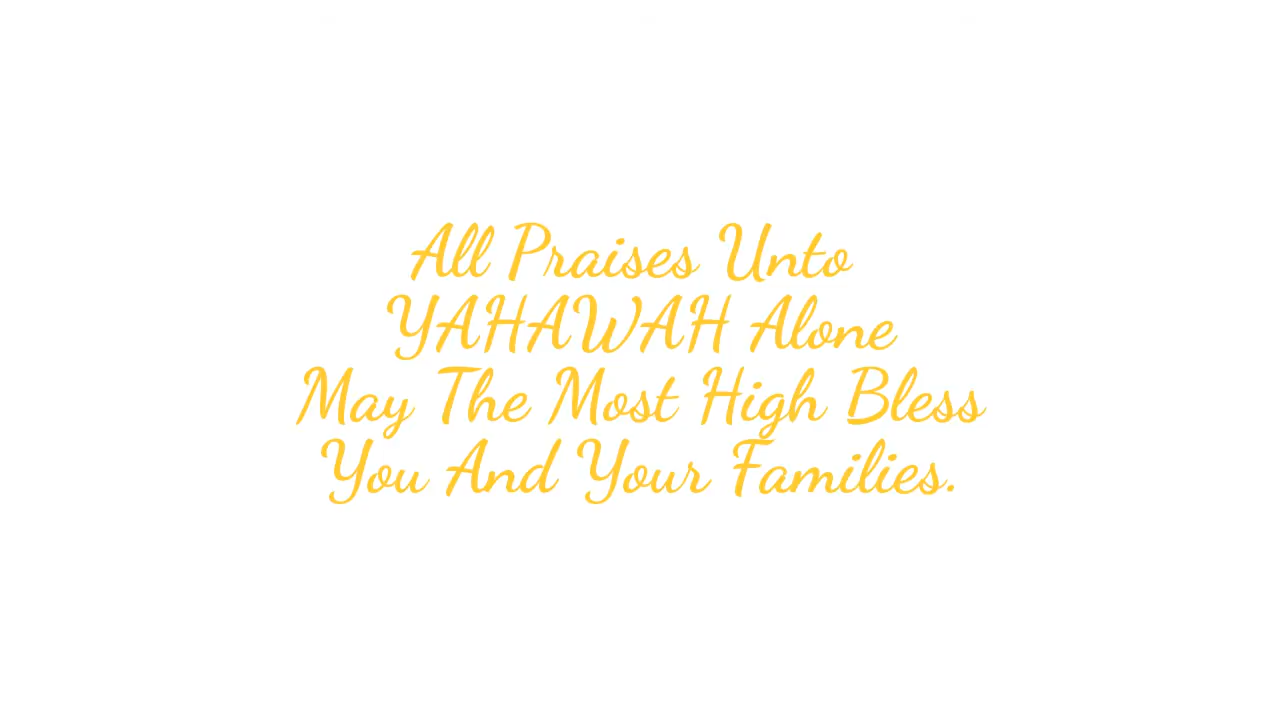 All Praises Unto
YAHAWAH Alone
May The Most High Bless
You And Your Families.